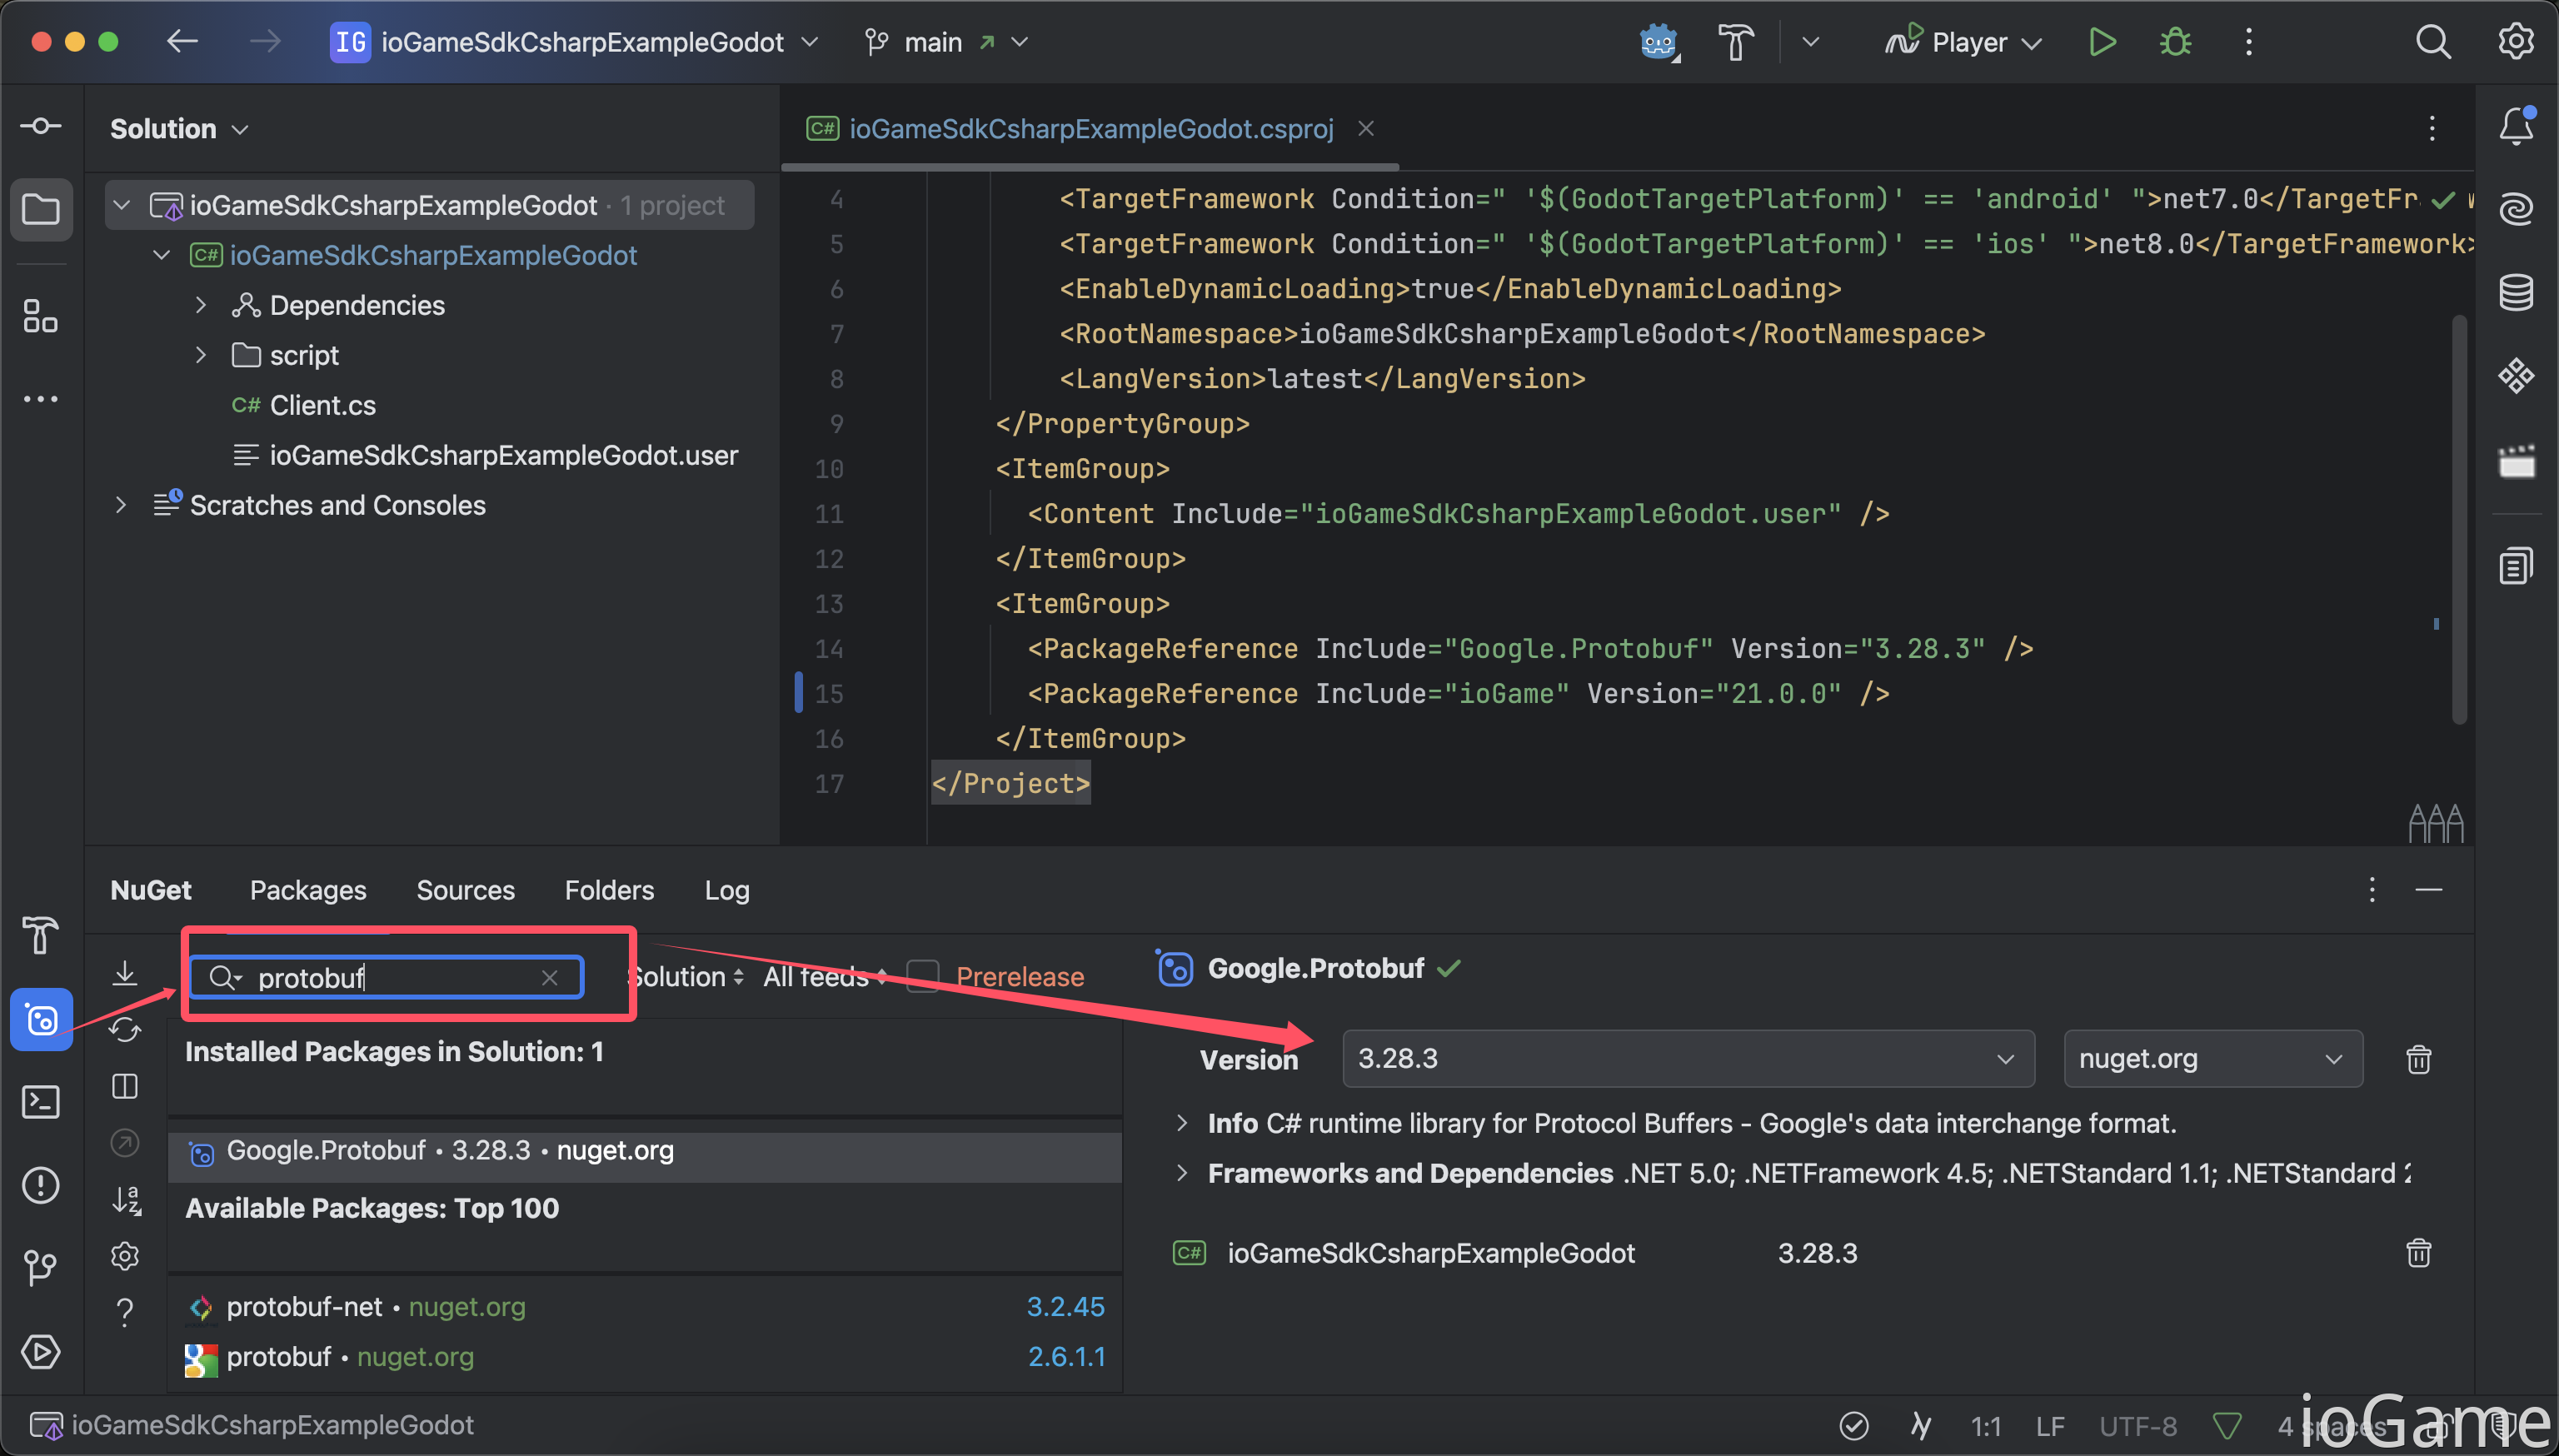 IG ioGameSdkCsharpExampleGodot main Player
Solution
ioGameSdkCsharpExampleGodot · 1 project
C# ioGameSdkCsharpExampleGodot
Dependencies
script
C# Client.cs
ioGameSdkCsharpExampleGodot.user
Scratches and Consoles
C# ioGameSdkCsharpExampleGodot.csproj
4 <TargetFramework Condition=" '$(GodotTargetPlatform)' == 'android' ">net7.0</TargetFr
5 <TargetFramework Condition=" '$(GodotTargetPlatform)' == 'ios' ">net8.0</TargetFramework>
6 <EnableDynamicLoading>true</EnableDynamicLoading>
7 <RootNamespace>ioGameSdkCsharpExampleGodot</RootNamespace>
8 <LangVersion>latest</LangVersion>
9 </PropertyGroup>
10 <ItemGroup>
11 <Content Include="ioGameSdkCsharpExampleGodot.user" />
12 </ItemGroup>
13 <ItemGroup>
14 <PackageReference Include="Google.Protobuf" Version="3.28.3" />
15 <PackageReference Include="ioGame" Version="21.0.0" />
16 </ItemGroup>
17 </Project>
NuGet Packages Sources Folders Log
protobuf Solution All feeds Prerelease
Installed Packages in Solution: 1
Google.Protobuf • 3.28.3 • nuget.org
Available Packages: Top 100
protobuf-net • nuget.org 3.2.45
protobuf • nuget.org 2.6.1.1
Google.Protobuf
Version 3.28.3 nuget.org
Info C# runtime library for Protocol Buffers - Google's data interchange format.
Frameworks and Dependencies .NET 5.0; .NETFramework 4.5; .NETStandard 1.1; .NETStandard 2
C# ioGameSdkCsharpExampleGodot 3.28.3
ioGameSdkCsharpExampleGodot 1:1 LF UTF-8 4 spaces
ioGame